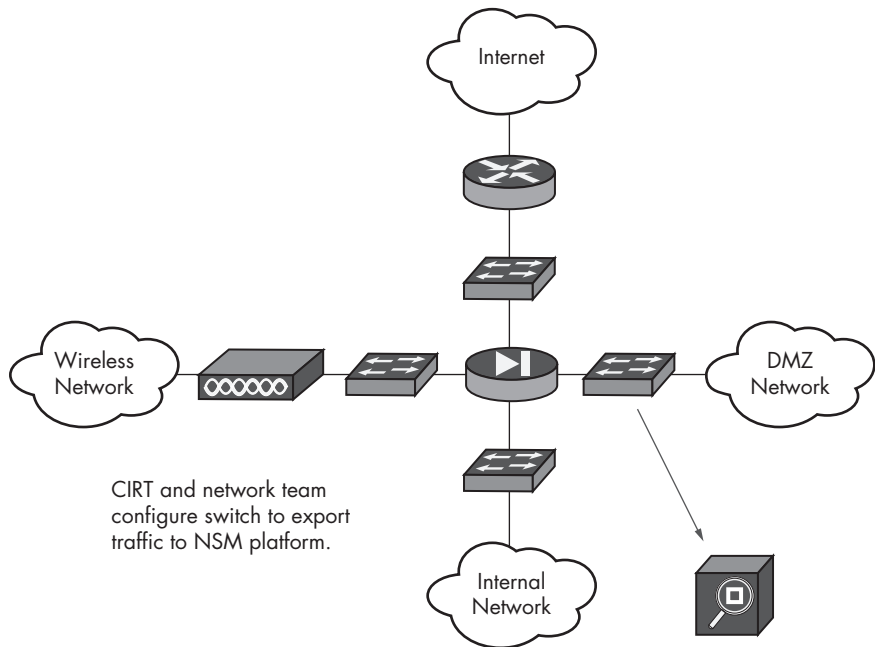 Internet
Wireless
Network
DMZ
Network
CIRT and network team
configure switch to export
traffic to NSM platform.
Internal
Network